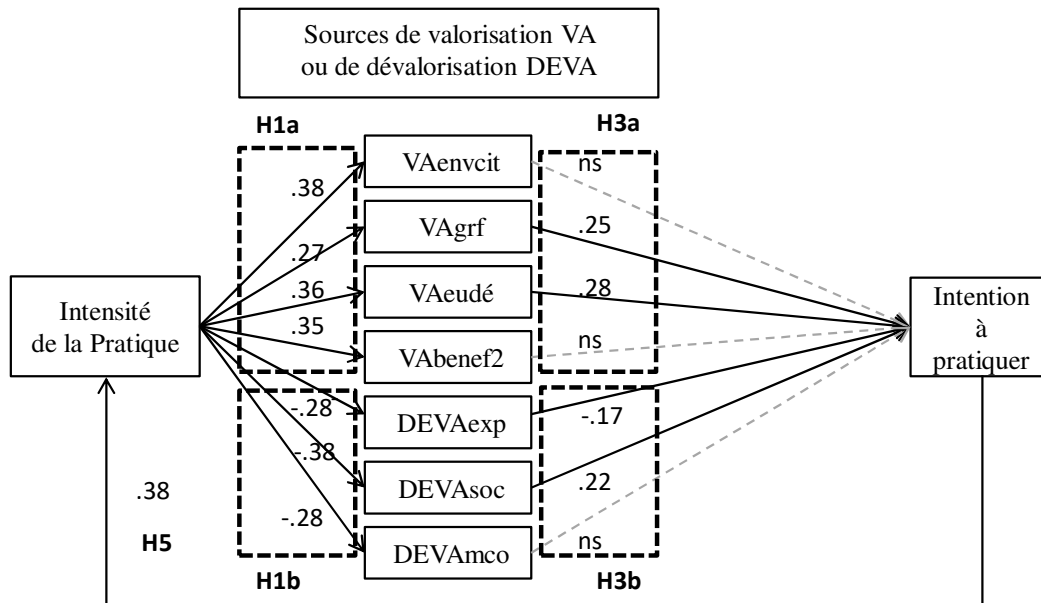 Sources de valorisation VA
ou de dévalorisation DEVA
H1a
H3a
VAenvcit
ns
.38
VAgrf
.25
.27
VAeudé
.28
.36
Intensité
de la Pratique
Intention
à
pratiquer
.35
VAbenef2
ns
-.28
DEVAexp
-.17
-.38
DEVAsoc
.22
.38
-.28
H5
DEVAmco
ns
H1b
H3b